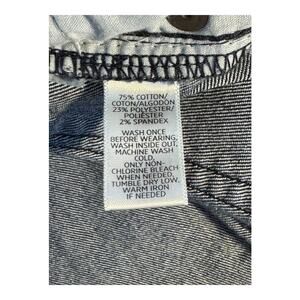 75% COTTON/
COTON/ALGODON
23% POLYESTER/
POLIÉSTER
2% SPANDEX
WASH ONCE
BEFORE WEARING,
WASH INSIDE OUT,
MACHINE WASH
COLD,
ONLY NON-
CHLORINE BLEACH
WHEN NEEDED,
TUMBLE DRY LOW,
WARM IRON
IF NEEDED